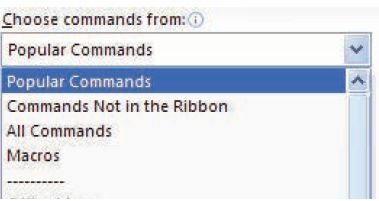 Choose commands from:
Popular Commands
Popular Commands
Commands Not in the Ribbon
All Commands
Macros
----------